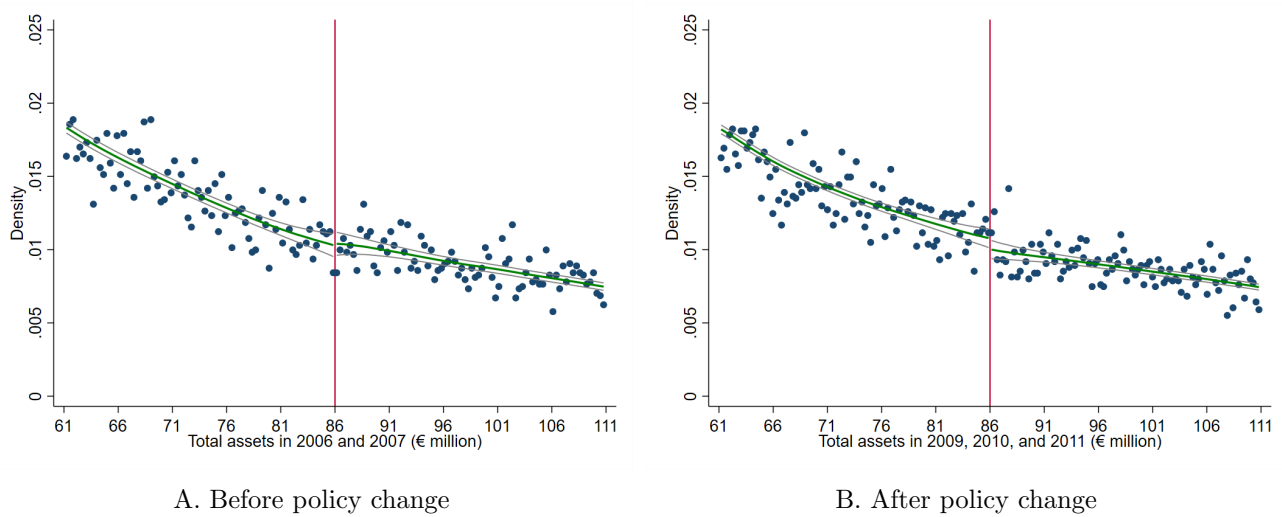 .025
.02
.015
.01
.005
0
Density
61 66 71 76 81 86 91 96 101 106 111
Total assets in 2006 and 2007 (€ million)
A. Before policy change
.025
.02
.015
.01
.005
0
Density
61 66 71 76 81 86 91 96 101 106 111
Total assets in 2009, 2010, and 2011 (€ million)
B. After policy change